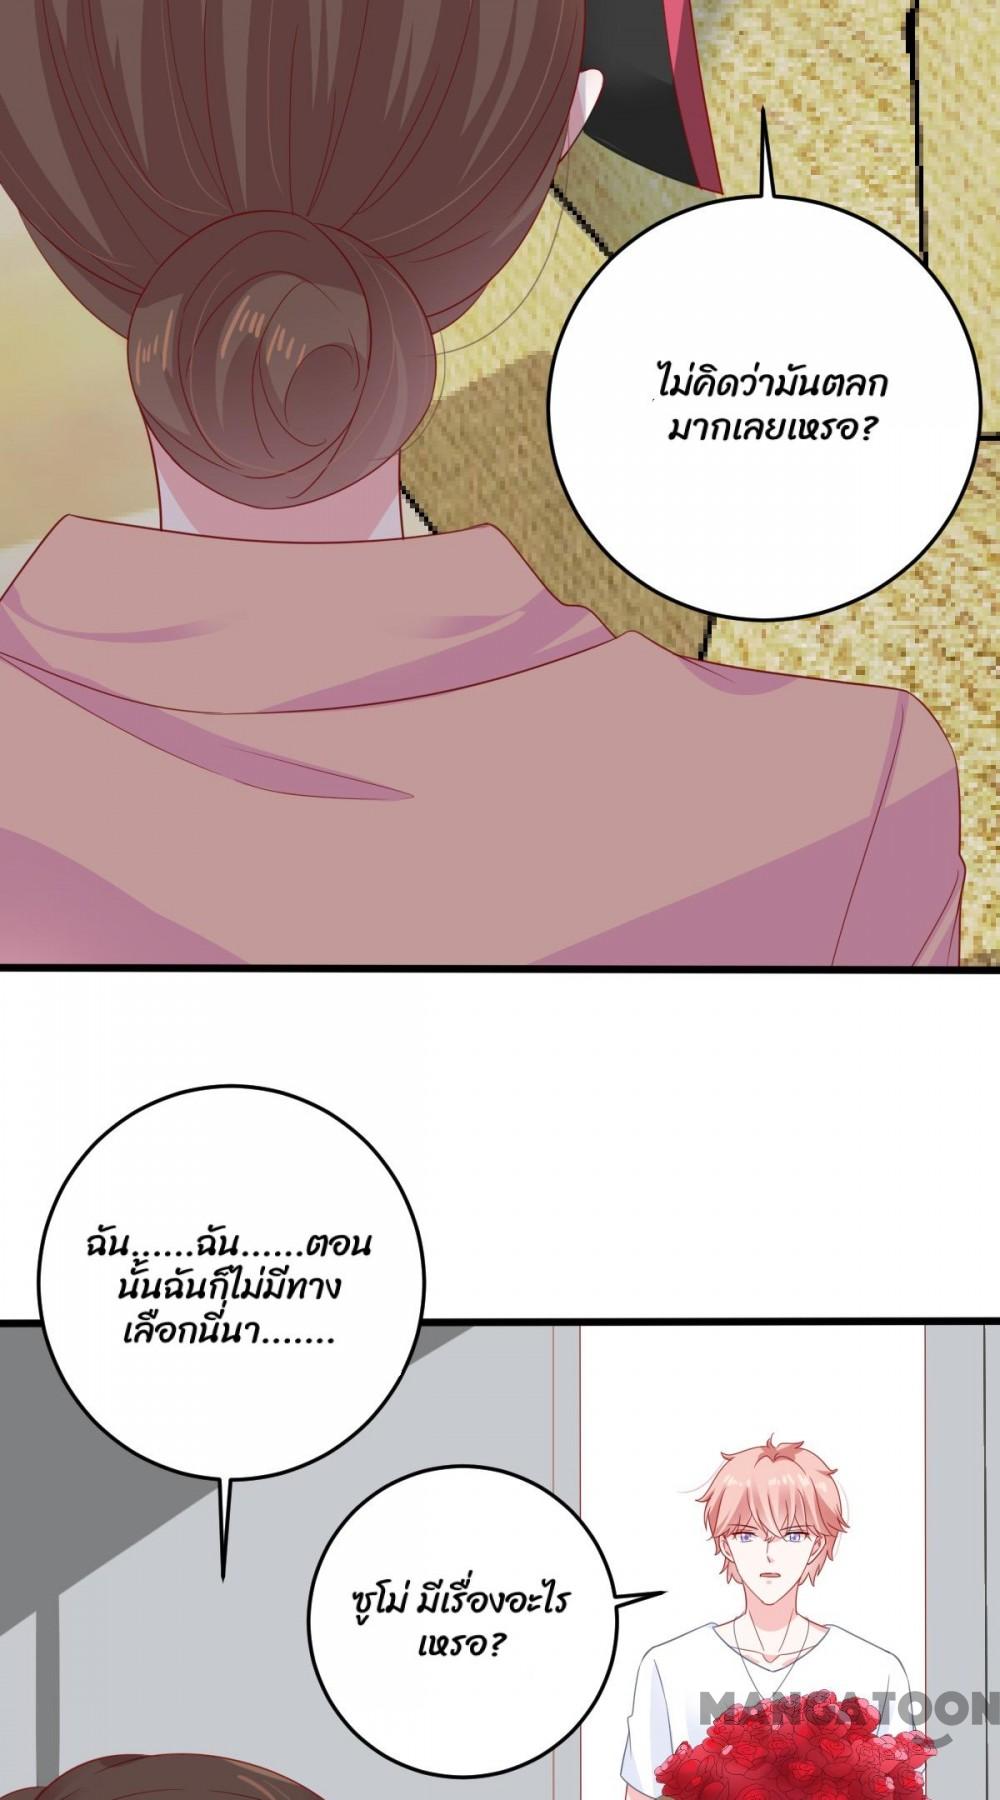 ไม่คิดว่ามันตลก
มากเลยเหรอ?
ฉัน......ฉัน......ตอน
นั้นฉันก็ไม่มีทาง
เลือกนี่นา.......
ซูโม่ มีเรื่องอะไร
เหรอ?
MANGATOON